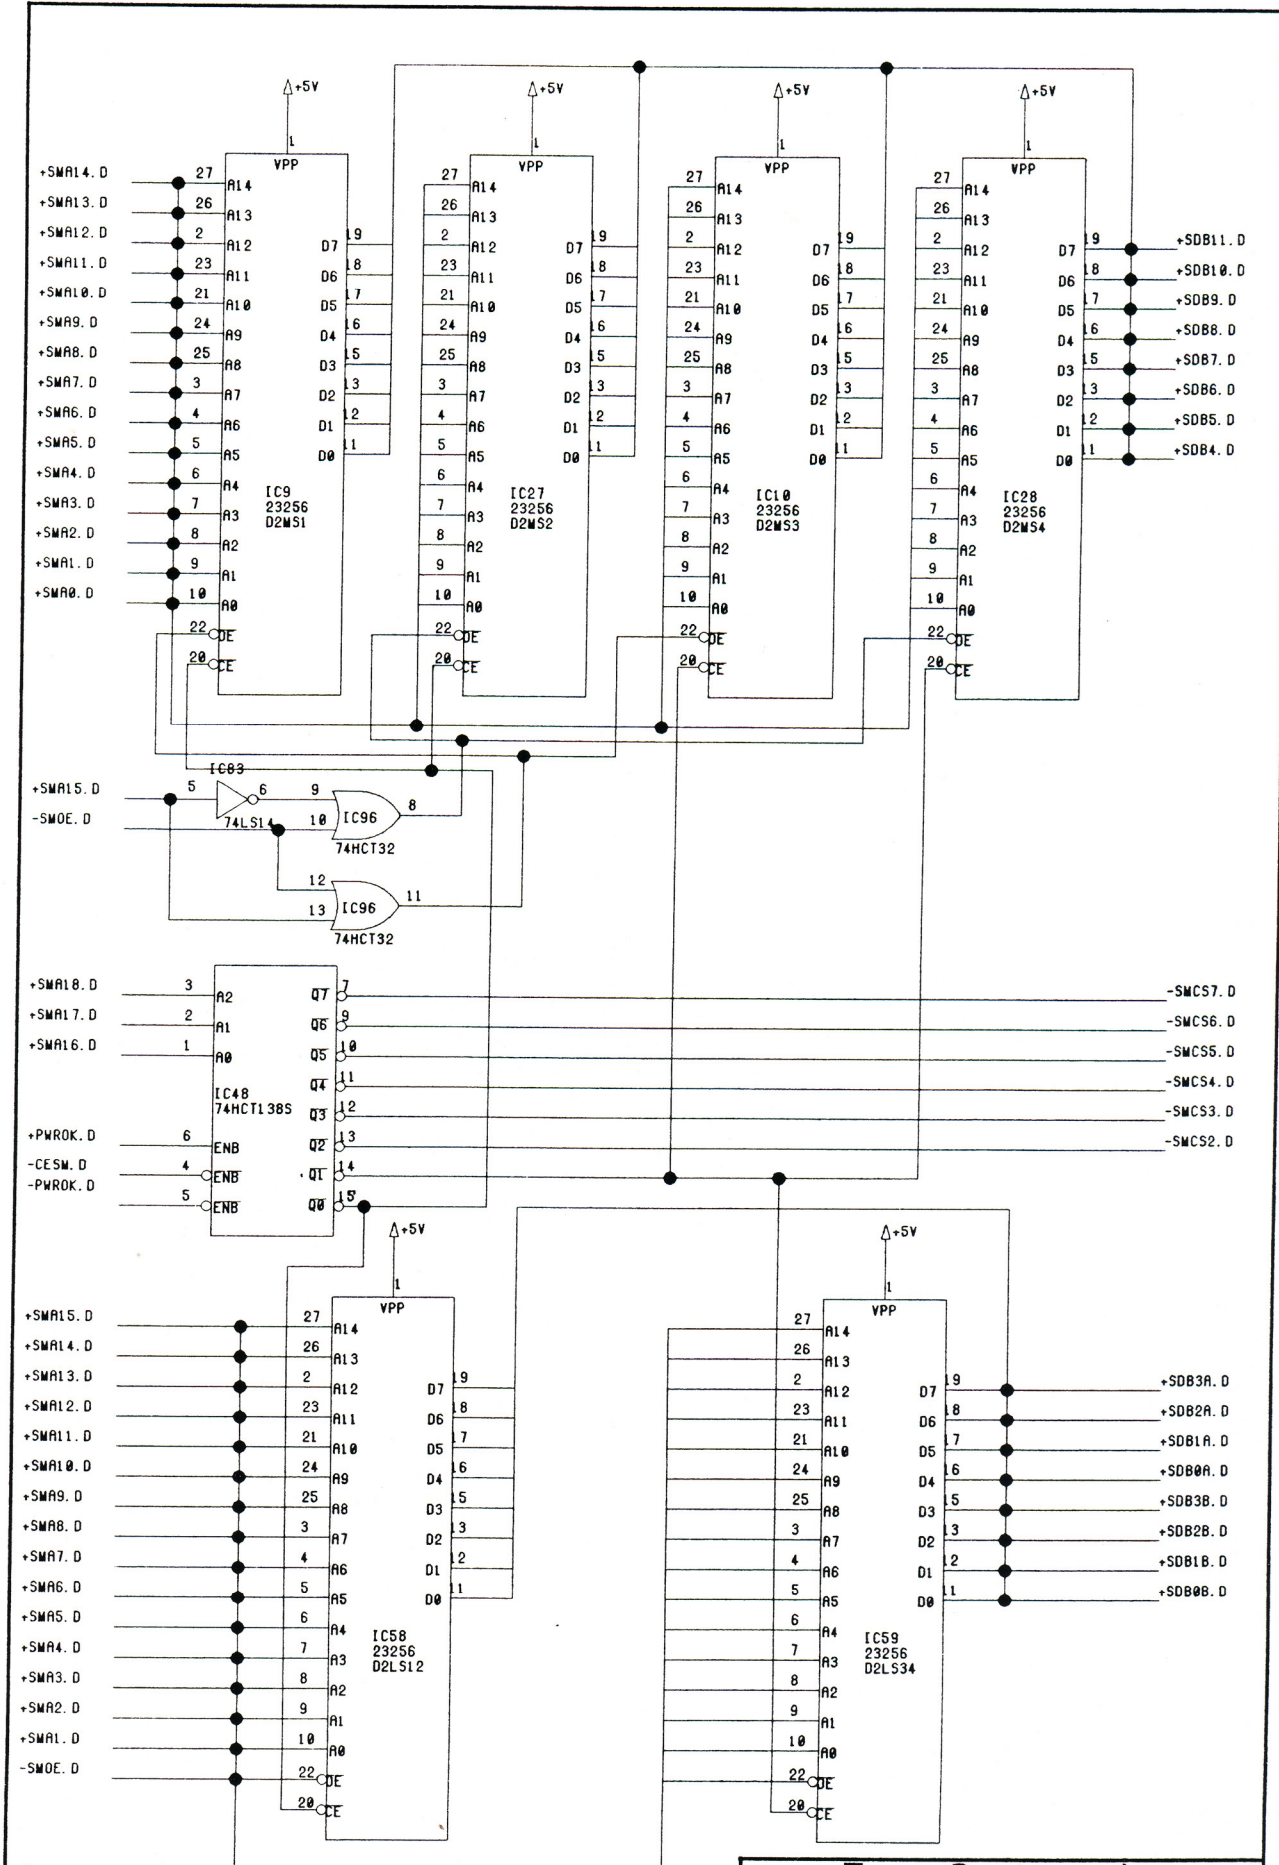 +5V +5V +5V +5V
1 1 1 1
VPP VPP VPP VPP
+SMA14.D 27 A14 27 A14 27 A14 27 A14
+SMA13.D 26 A13 26 A13 26 A13 26 A13
+SMA12.D 2 A12 D7 19 2 A12 D7 19 2 A12 D7 19 2 A12 D7 19 +SDB11.D
+SMA11.D 23 A11 D6 18 23 A11 D6 18 23 A11 D6 18 23 A11 D6 18 +SDB10.D
+SMA10.D 21 A10 D5 17 21 A10 D5 17 21 A10 D5 17 21 A10 D5 17 +SDB9.D
+SMA9.D 24 A9 D4 16 24 A9 D4 16 24 A9 D4 16 24 A9 D4 16 +SDB8.D
+SMA8.D 25 A8 D3 15 25 A8 D3 15 25 A8 D3 15 25 A8 D3 15 +SDB7.D
+SMA7.D 3 A7 D2 13 3 A7 D2 13 3 A7 D2 13 3 A7 D2 13 +SDB6.D
+SMA6.D 4 A6 D1 12 4 A6 D1 12 4 A6 D1 12 4 A6 D1 12 +SDB5.D
+SMA5.D 5 A5 D0 11 5 A5 D0 11 5 A5 D0 11 5 A5 D0 11 +SDB4.D
+SMA4.D 6 A4 6 A4 6 A4 6 A4
IC9 IC27 IC10 IC28
23256 23256 23256 23256
D2MS1 D2MS2 D2MS3 D2MS4
+SMA3.D 7 A3 7 A3 7 A3 7 A3
+SMA2.D 8 A2 8 A2 8 A2 8 A2
+SMA1.D 9 A1 9 A1 9 A1 9 A1
+SMA0.D 10 A0 10 A0 10 A0 10 A0
22 OE 22 OE 22 OE 22 OE
20 CE 20 CE 20 CE 20 CE
IC83
+SMA15.D 5 6 9 8
-SMOE.D 74LS14 10 IC96
74HCT32
12 11
13 IC96
74HCT32
+SMA18.D 3 A2 Q7 7 -SMCS7.D
+SMA17.D 2 A1 Q6 9 -SMCS6.D
+SMA16.D 1 A0 Q5 10 -SMCS5.D
IC48 Q4 11 -SMCS4.D
74HCT138S Q3 12 -SMCS3.D
+PWROK.D 6 ENB Q2 13 -SMCS2.D
-CESM.D 4 ENB Q1 14
-PWROK.D 5 ENB Q0 15
+5V +5V
1 1
VPP VPP
+SMA15.D 27 A14 27 A14
+SMA14.D 26 A13 26 A13
+SMA13.D 2 A12 D7 19 2 A12 D7 19 +SDB3A.D
+SMA12.D 23 A11 D6 18 23 A11 D6 18 +SDB2A.D
+SMA11.D 21 A10 D5 17 21 A10 D5 17 +SDB1A.D
+SMA10.D 24 A9 D4 16 24 A9 D4 16 +SDB0A.D
+SMA9.D 25 A8 D3 15 25 A8 D3 15 +SDB3B.D
+SMA8.D 3 A7 D2 13 3 A7 D2 13 +SDB2B.D
+SMA7.D 4 A6 D1 12 4 A6 D1 12 +SDB1B.D
+SMA6.D 5 A5 D0 11 5 A5 D0 11 +SDB0B.D
+SMA5.D 6 A4 6 A4
IC58 IC59
23256 23256
D2LS12 D2LS34
+SMA4.D 7 A3 7 A3
+SMA3.D 8 A2 8 A2
+SMA2.D 9 A1 9 A1
+SMA1.D 10 A0 10 A0
-SMOE.D 22 OE 22 OE
20 CE 20 CE